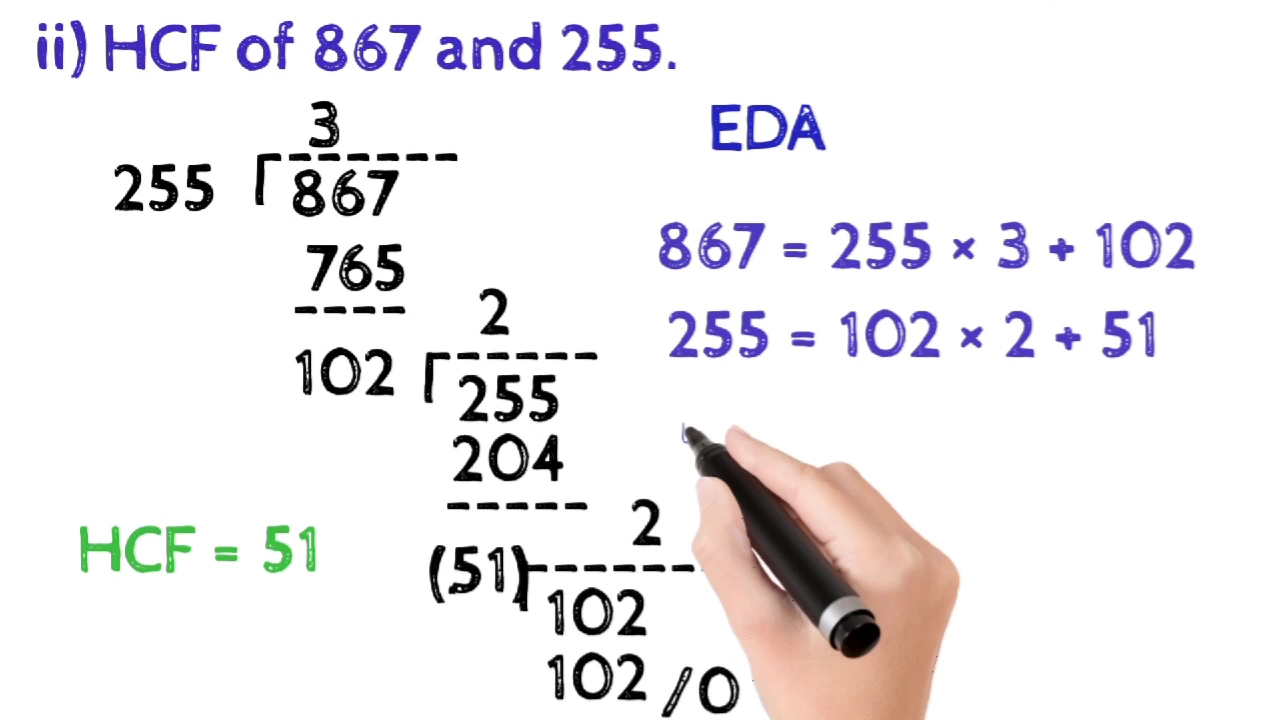 ii) HCF of 867 and 255.
3
255 867
765
102 2
255
204
(51) 2
102
102 / 0
HCF = 51
EDA
867 = 255 × 3 + 102
255 = 102 × 2 + 51